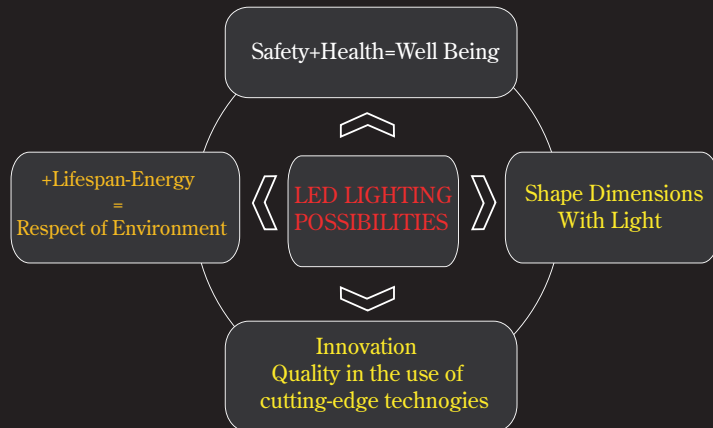 Safety+Health=Well Being
+Lifespan-Energy
=
Respect of Environment
LED LIGHTING
POSSIBILITIES
Shape Dimensions
With Light
Innovation
Quality in the use of
cutting-edge technogies